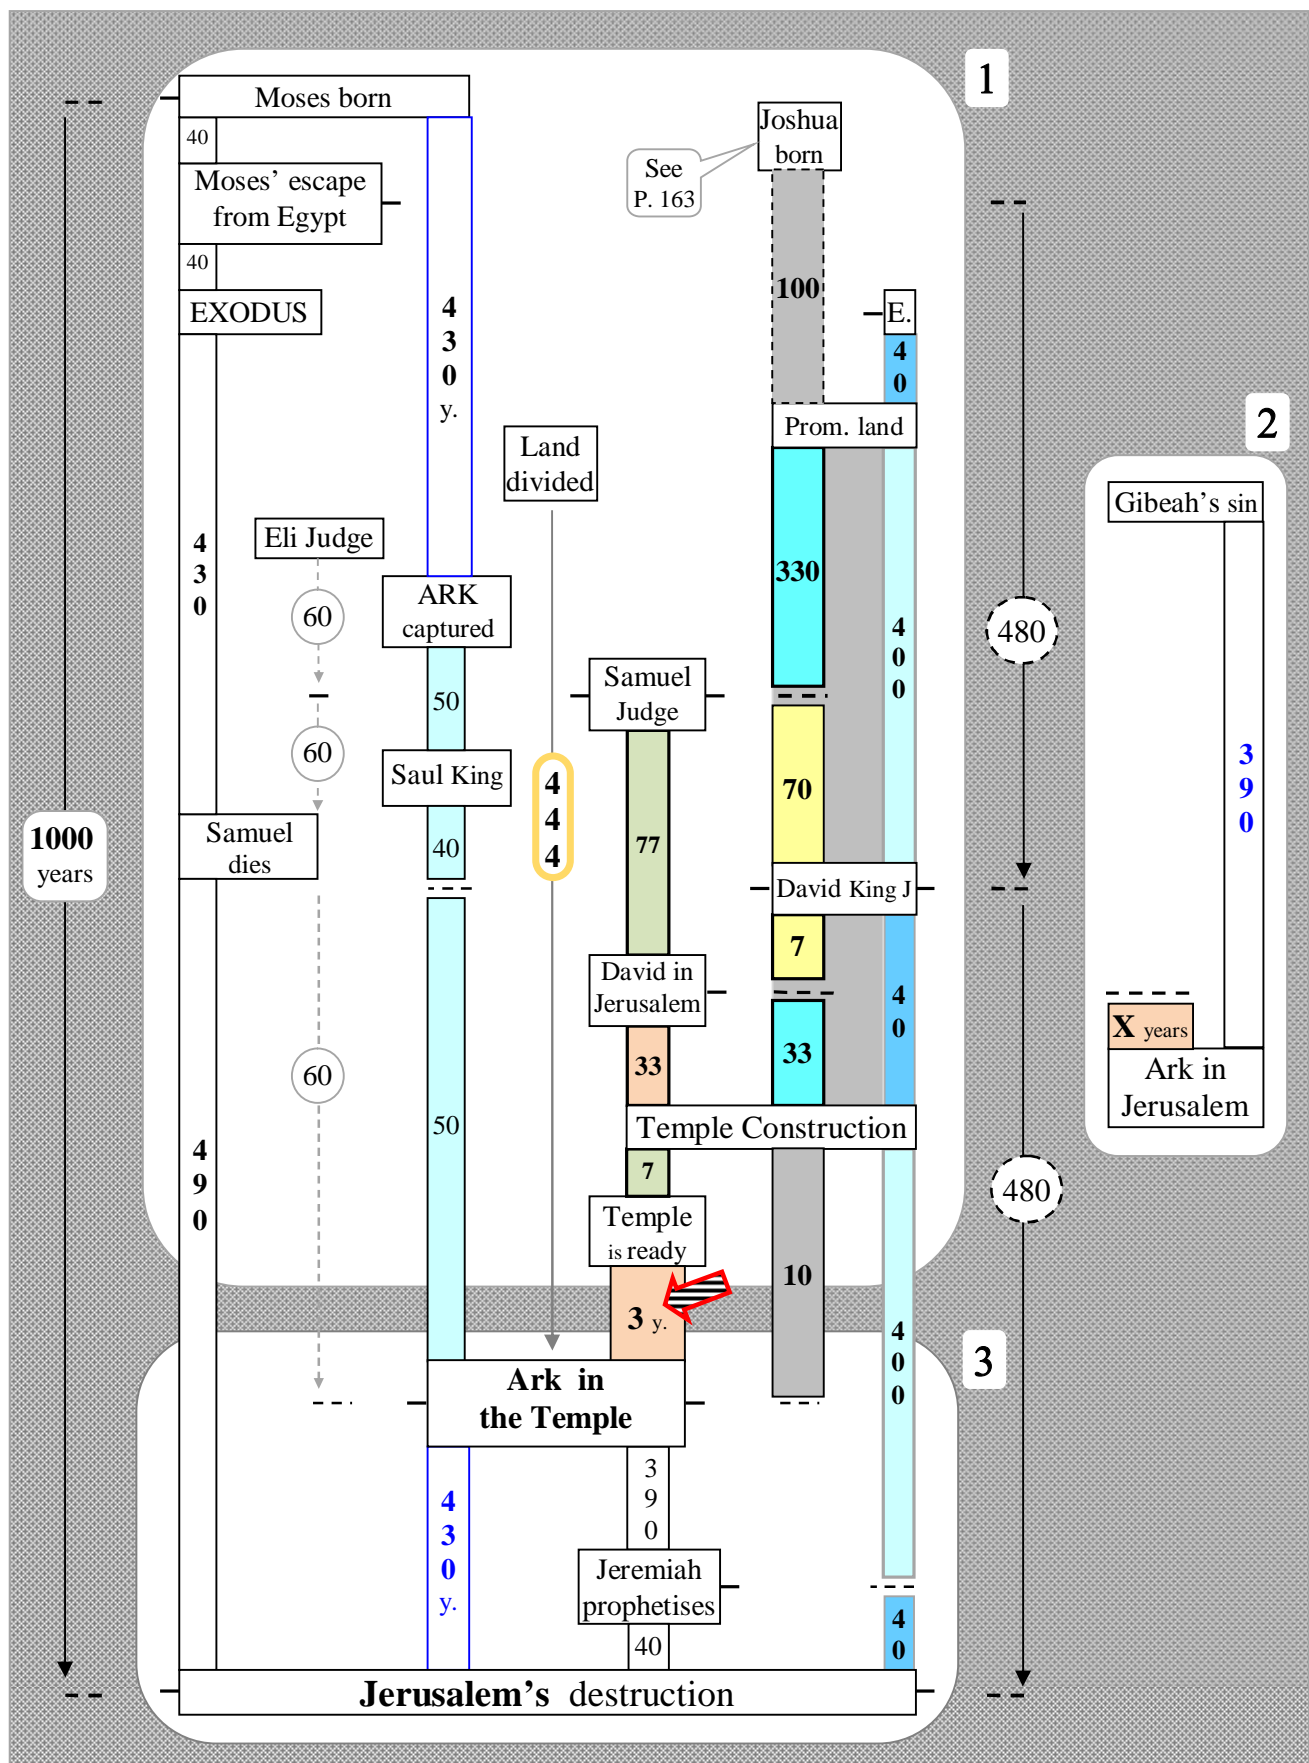 1
Moses born
40
Moses’ escape
from Egypt
40
EXODUS
4
3
0
4
3
0
y.
Joshua
born
See
P. 163
100
E.
4
0
Prom. land
2
Land
divided
Eli Judge
60
60
ARK
captured
50
Saul King
40
4
4
4
Samuel
Judge
77
330
70
4
0
0
480
Gibeah’s sin
3
9
0
X years
Ark in
Jerusalem
1000
years
Samuel
dies
David King J
7
4
0
David in
Jerusalem
33
33
60
50
4
9
0
Temple Construction
7
Temple
is ready
10
480
3 y.
4
0
0
3
Ark in
the Temple
4
3
0
y.
3
9
0
Jeremiah
prophetises
40
4
0
Jerusalem’s destruction